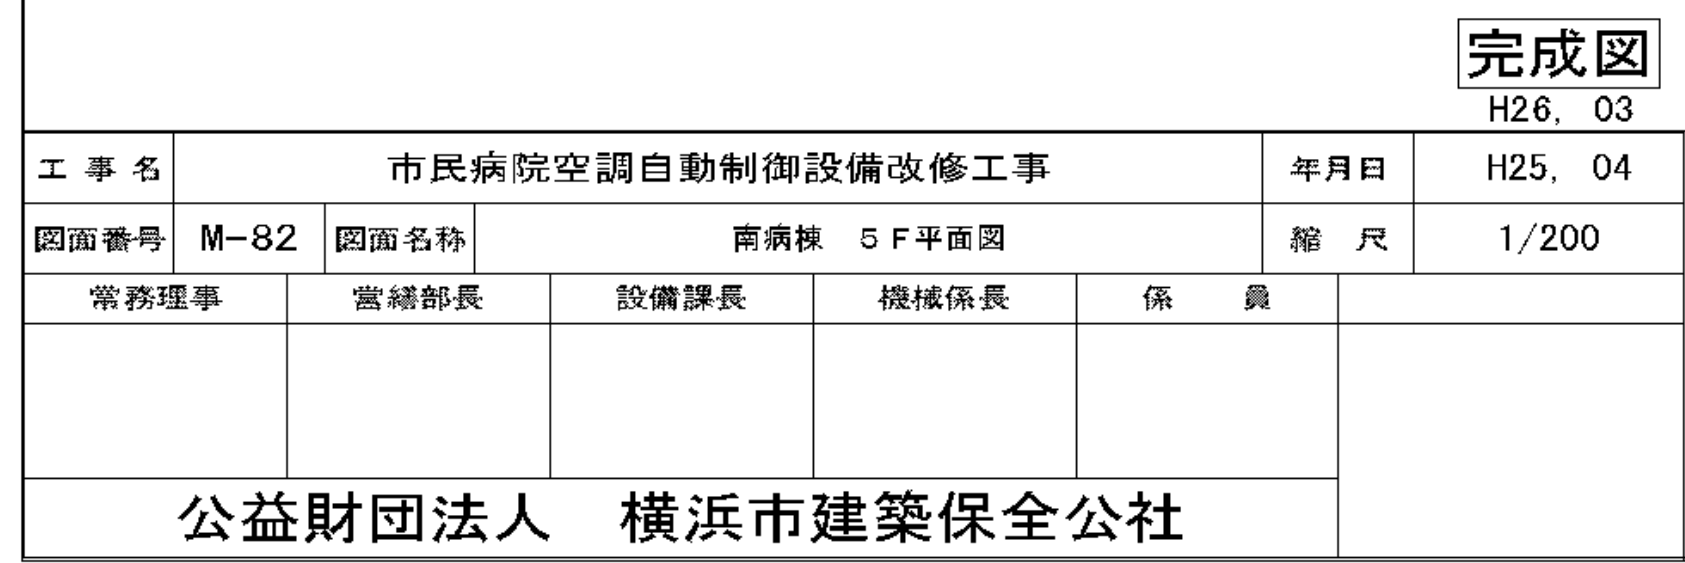 完成図
H26, 03
工 事 名 市民病院空調自動制御設備改修工事 年月日 H25, 04
図面番号 M-82 図面名称 南病棟 5F平面図 縮 尺 1/200
常務理事 営繕部長 設備課長 機械係長 係 員
公益財団法人 横浜市建築保全公社